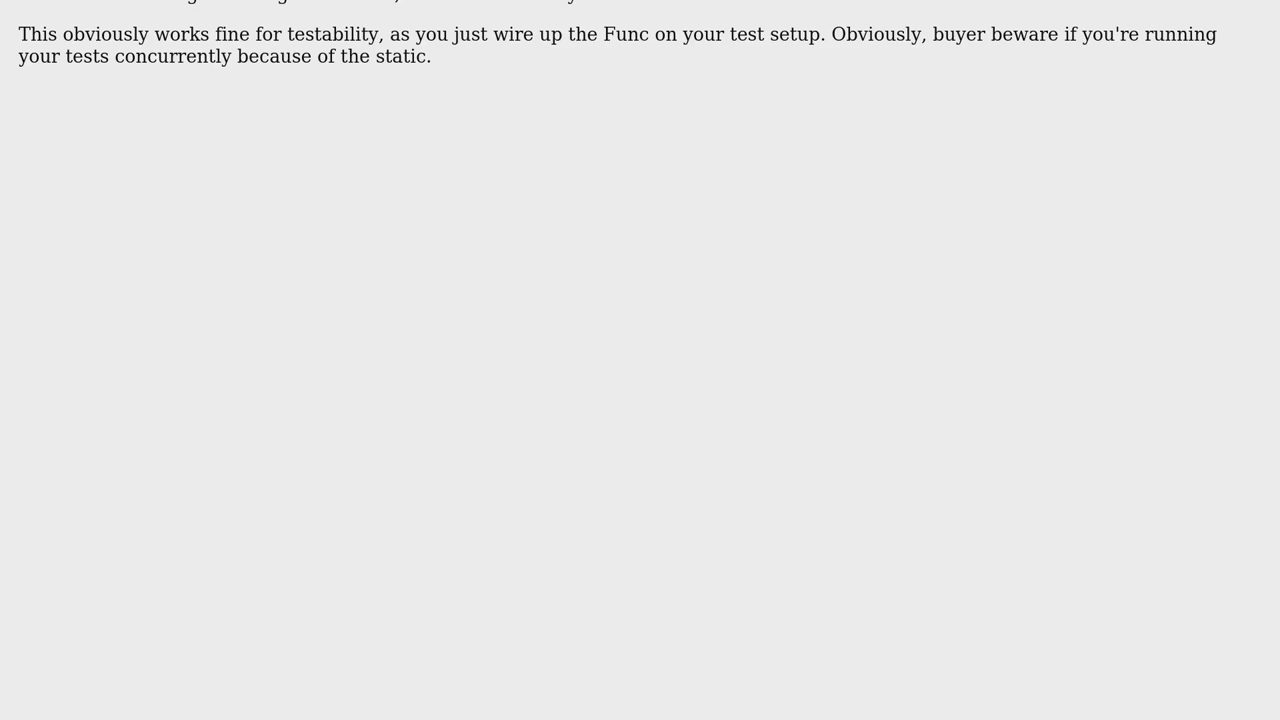 This obviously works fine for testability, as you just wire up the Func on your test setup. Obviously, buyer beware if you're running
your tests concurrently because of the static.